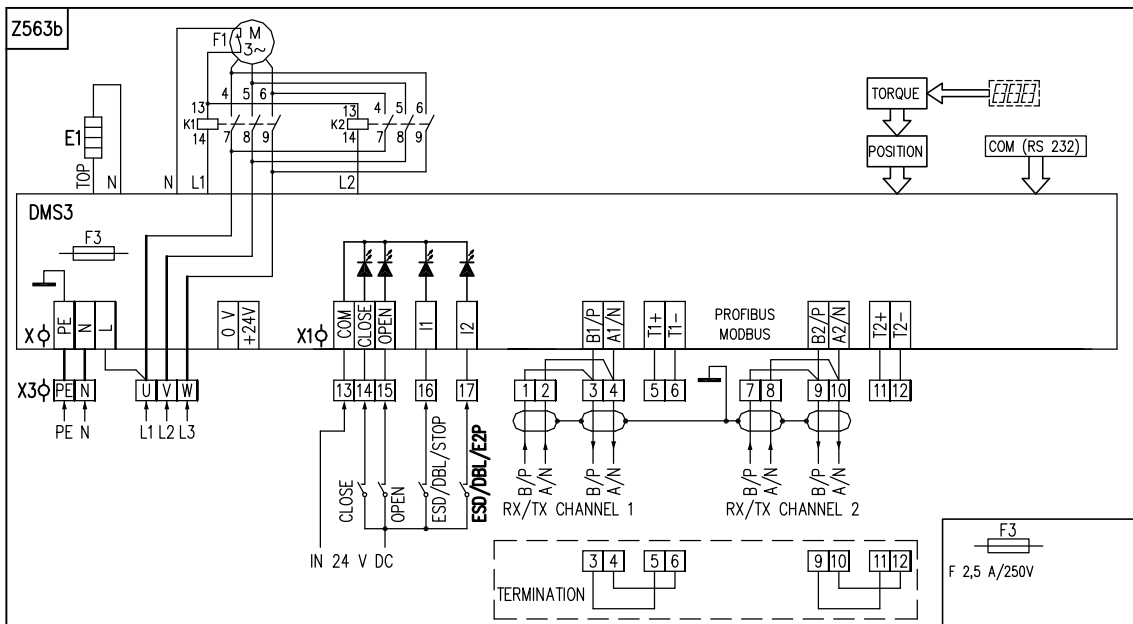 Z563b
F1
M
3~
4 5 6
13
K1
14
7 8 9
13
4 5 6
K2
14
7 8 9
E1
TOP
N
N
L1
L2
TORQUE
POSITION
COM (RS 232)
DMS3
F3
X
PE
N
L
0 V
+24V
X1
COM
CLOSE
OPEN
I1
I2
B1/P
A1/N
T1+
T1-
PROFIBUS
MODBUS
B2/P
A2/N
T2+
T2-
X3
PE N
U V W
13 14 15
16
17
1 2
3 4
5 6
7 8
9 10
11 12
PE N
L1 L2 L3
CLOSE
OPEN
ESD/DBL/STOP
ESD/DBL/E2P
B/P
A/N
B/P
A/N
B/P
A/N
B/P
A/N
RX/TX CHANNEL 1
RX/TX CHANNEL 2
IN 24 V DC
TERMINATION
3 4
5 6
9 10
11 12
F3
F 2,5 A/250V